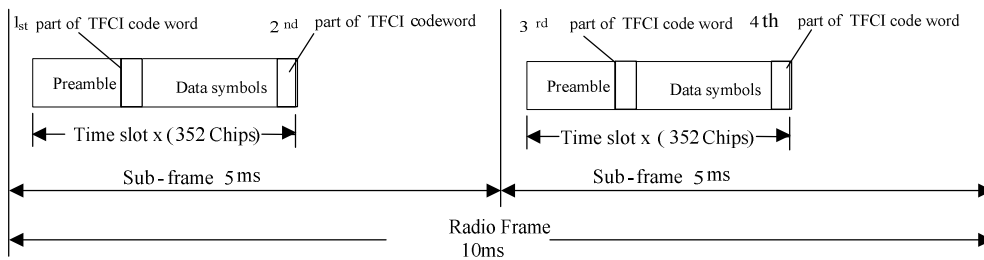 1st part of TFCI code word
2nd part of TFCI codeword
Preamble
Data symbols
Time slot x (352 Chips)
Sub-frame 5ms
3rd part of TFCI code word
4th part of TFCI code word
Preamble
Data symbols
Time slot x (352 Chips)
Sub-frame 5ms
Radio Frame
10ms